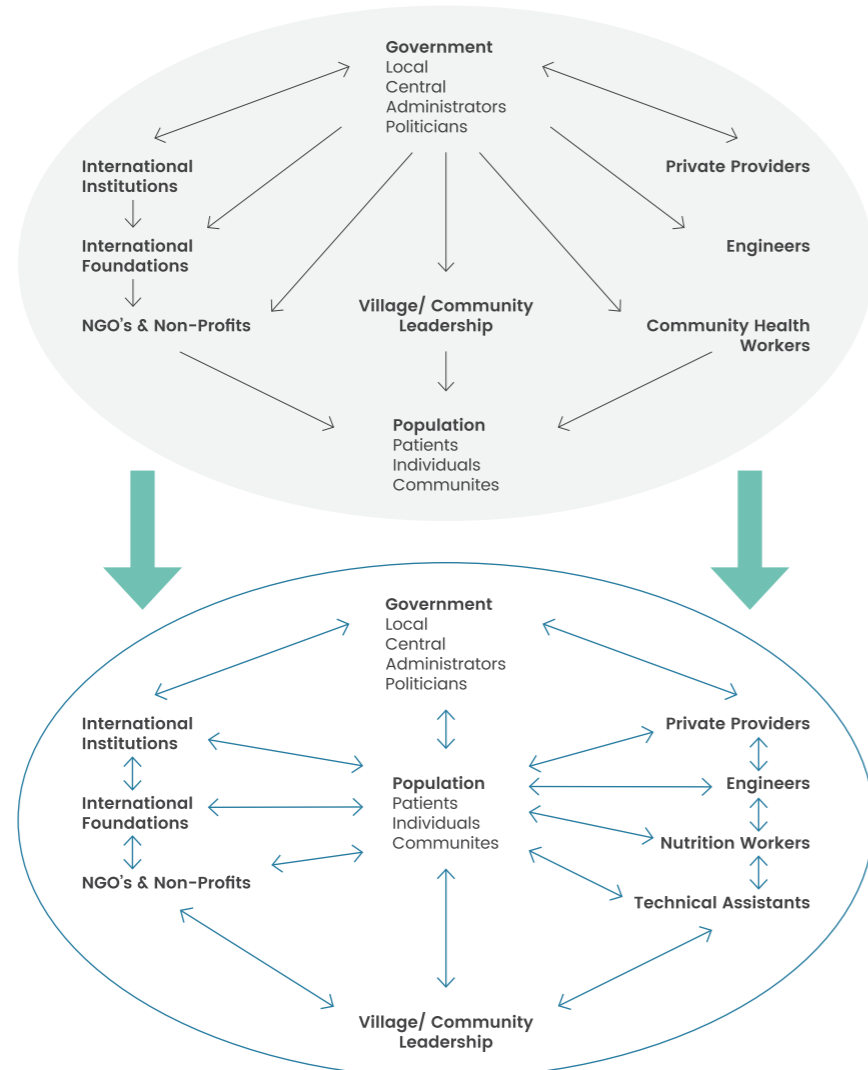 Government
Local
Central
Administrators
Politicians
International
Institutions
Private Providers
International
Foundations
Engineers
NGO's & Non-Profits
Village/ Community
Leadership
Community Health
Workers
Population
Patients
Individuals
Communites
Government
Local
Central
Administrators
Politicians
International
Institutions
Private Providers
Population
Patients
Individuals
Communites
Engineers
International
Foundations
Nutrition Workers
NGO's & Non-Profits
Technical Assistants
Village/ Community
Leadership